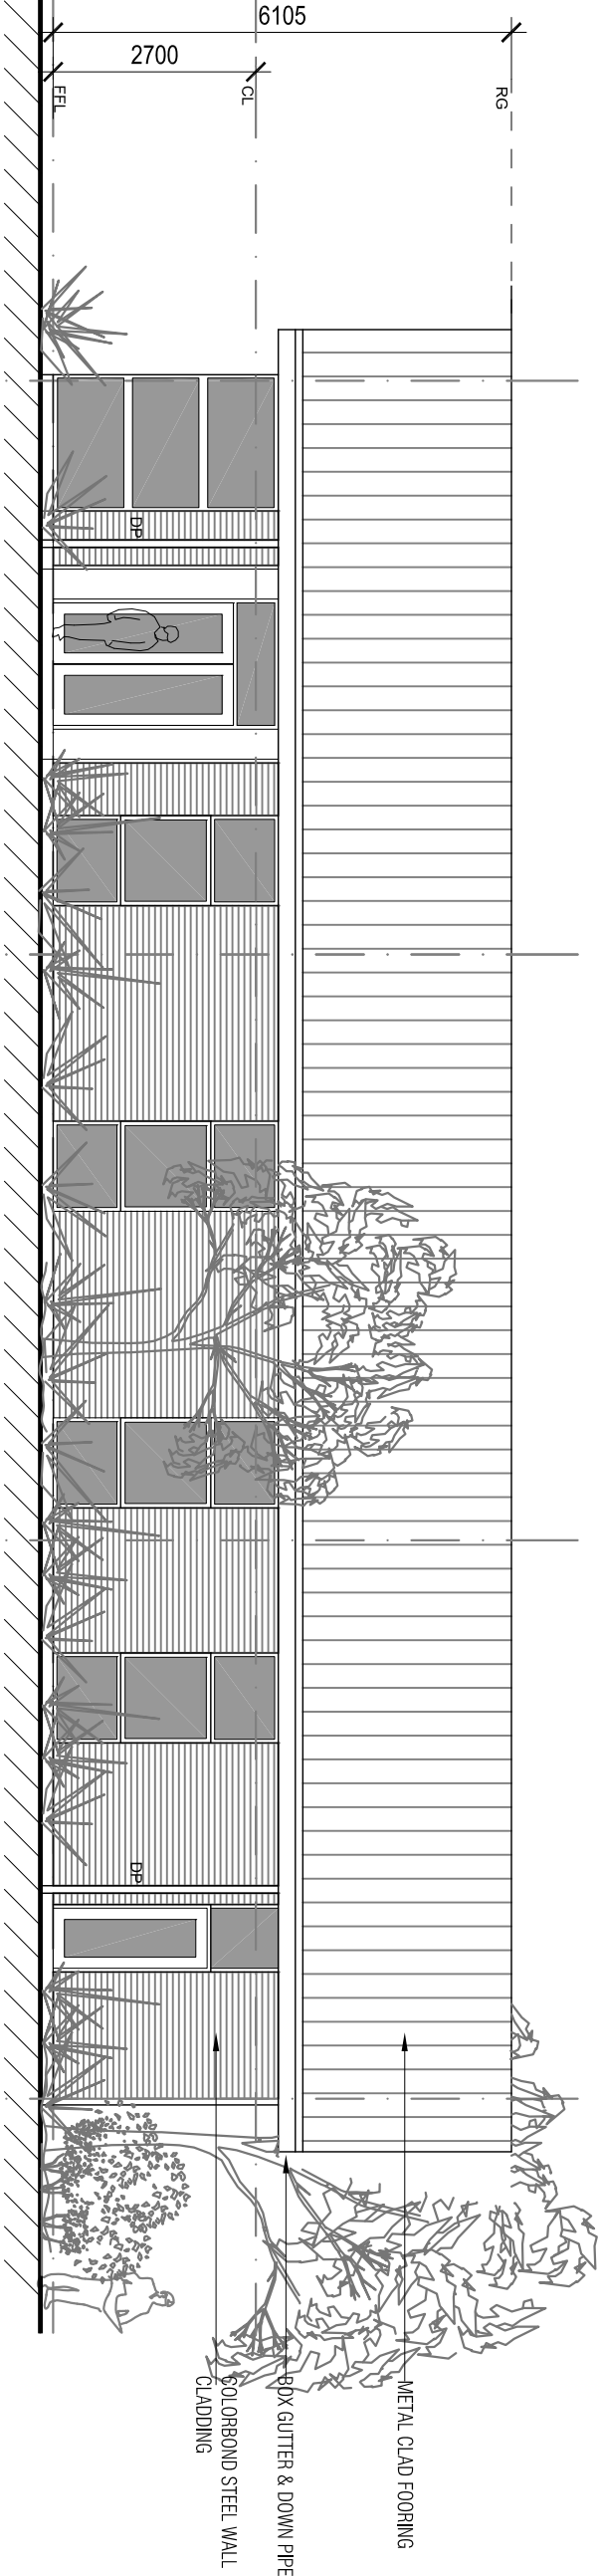 6105
2700
FFL
CL
RG
DP
DP
METAL CLAD FOORING
BOX GUTTER & DOWN PIPE
COLORBOND STEEL WALL
CLADDING